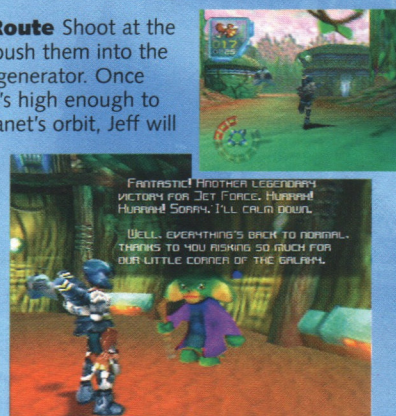 Route Shoot at the
push them into the
generator. Once
's high enough to
anet's orbit, Jeff will
FANTASTIC! ANOTHER LEGENDARY
VICTORY FOR JET FORCE. HURRAH!
HURRAH! SORRY. I'LL CALM DOWN.
WELL, EVERYTHING'S BACK TO NORMAL,
THANKS TO YOU RISKING SO MUCH FOR
OUR LITTLE CORNER OF THE GALAXY.